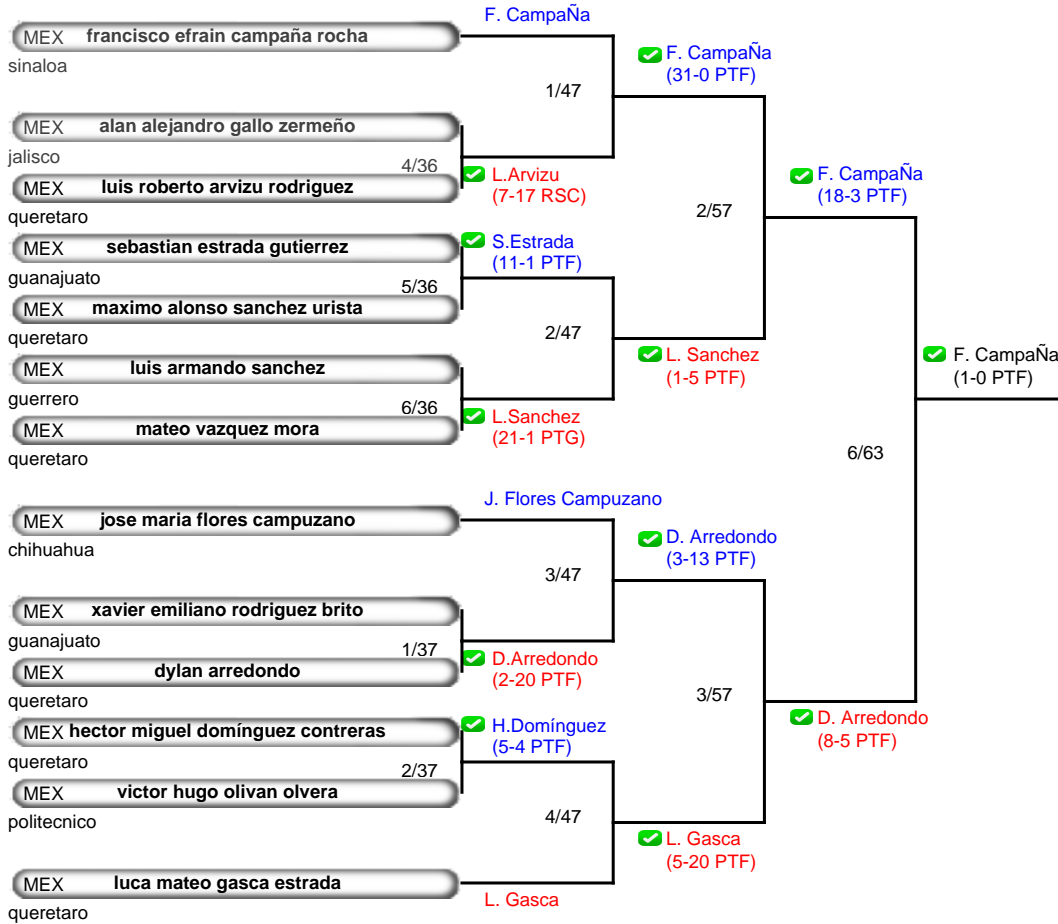 F. CampaÑa
MEX francisco efrain campaña rocha
sinaloa
F. CampaÑa
(31-0 PTF)
1/47
MEX alan alejandro gallo zermeño
jalisco
4/36
MEX luis roberto arvizu rodriguez
queretaro
L.Arvizu
(7-17 RSC)
F. CampaÑa
(18-3 PTF)
2/57
MEX sebastian estrada gutierrez
guanajuato
S.Estrada
(11-1 PTF)
5/36
MEX maximo alonso sanchez urista
queretaro
2/47
L. Sanchez
(1-5 PTF)
F. CampaÑa
(1-0 PTF)
MEX luis armando sanchez
guerrero
6/36
MEX mateo vazquez mora
queretaro
L.Sanchez
(21-1 PTG)
6/63
J. Flores Campuzano
MEX jose maria flores campuzano
chihuahua
D. Arredondo
(3-13 PTF)
3/47
MEX xavier emiliano rodriguez brito
guanajuato
1/37
MEX dylan arredondo
queretaro
D.Arredondo
(2-20 PTF)
3/57
D. Arredondo
(8-5 PTF)
MEX hector miguel domínguez contreras
queretaro
H.Domínguez
(5-4 PTF)
2/37
MEX victor hugo olivan olvera
politecnico
4/47
L. Gasca
(5-20 PTF)
MEX luca mateo gasca estrada
queretaro
L. Gasca